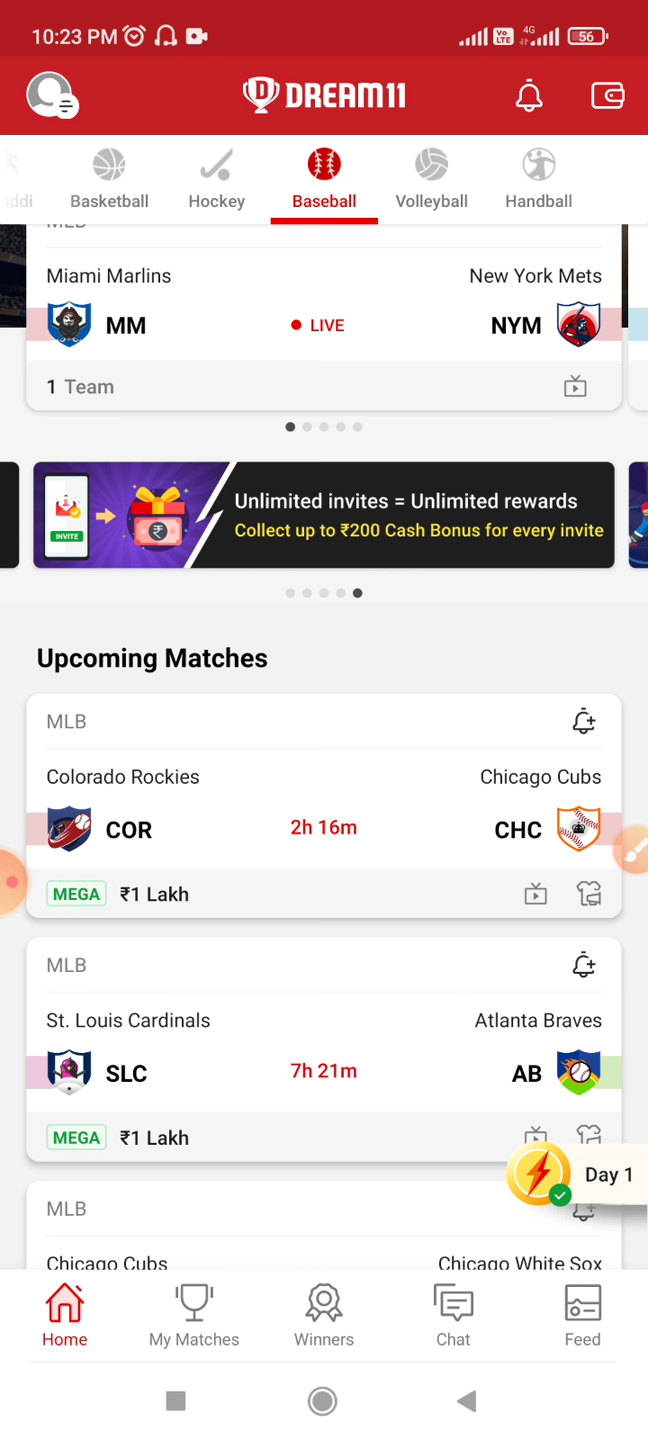 10:23 PM Vo LTE 4G 56
D DREAM11
addi Basketball Hockey Baseball Volleyball Handball
MLB
Miami Marlins New York Mets
MM LIVE NYM
1 Team
INVITE
₹
Unlimited invites = Unlimited rewards
Collect up to ₹200 Cash Bonus for every invite
Upcoming Matches
MLB
Colorado Rockies Chicago Cubs
COR 2h 16m CHC
MEGA ₹1 Lakh
MLB
St. Louis Cardinals Atlanta Braves
SLC 7h 21m AB
MEGA ₹1 Lakh
Day 1
MLB
Chicago Cubs Chicago White Sox
Home My Matches Winners Chat Feed